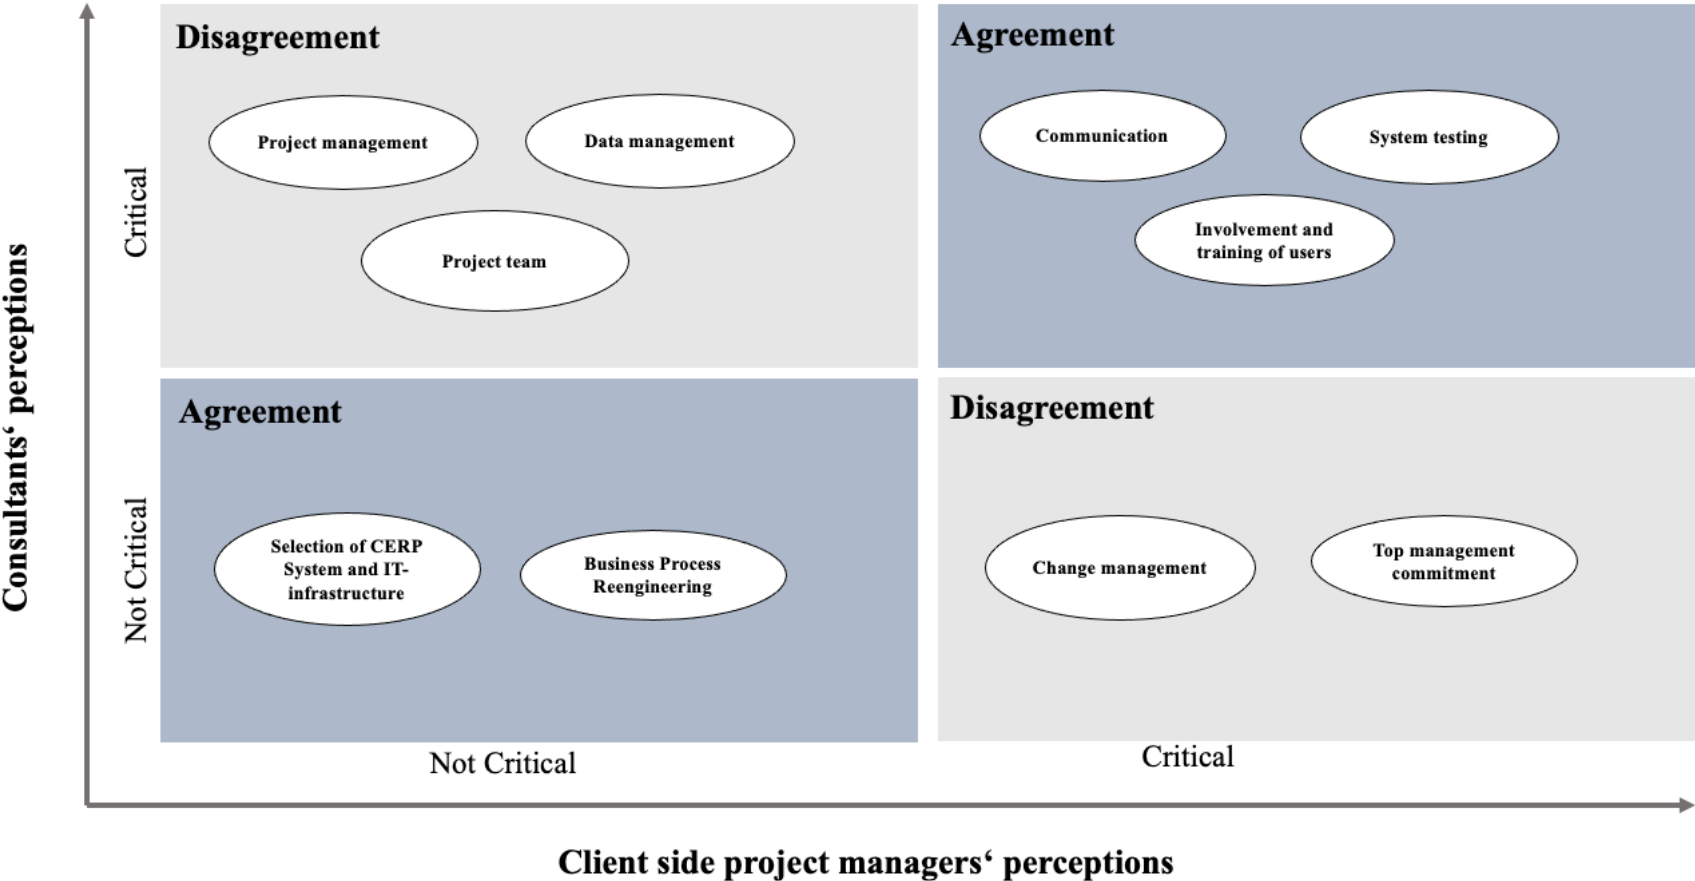 Consultants‘ perceptions
Critical
Not Critical
Disagreement
Project management
Data management
Project team
Agreement
Communication
System testing
Involvement and
training of users
Agreement
Selection of CERP
System and IT-
infrastructure
Business Process
Reengineering
Disagreement
Change management
Top management
commitment
Not Critical
Critical
Client side project managers‘ perceptions